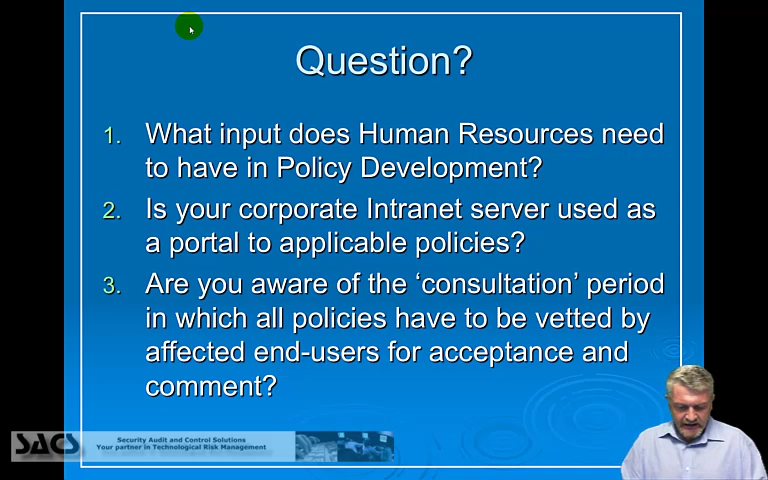 Question?
1. What input does Human Resources need
to have in Policy Development?
2. Is your corporate Intranet server used as
a portal to applicable policies?
3. Are you aware of the ‘consultation’ period
in which all policies have to be vetted by
affected end-users for acceptance and
comment?
SACS
Security Audit and Control Solutions
Your partner in Technological Risk Management